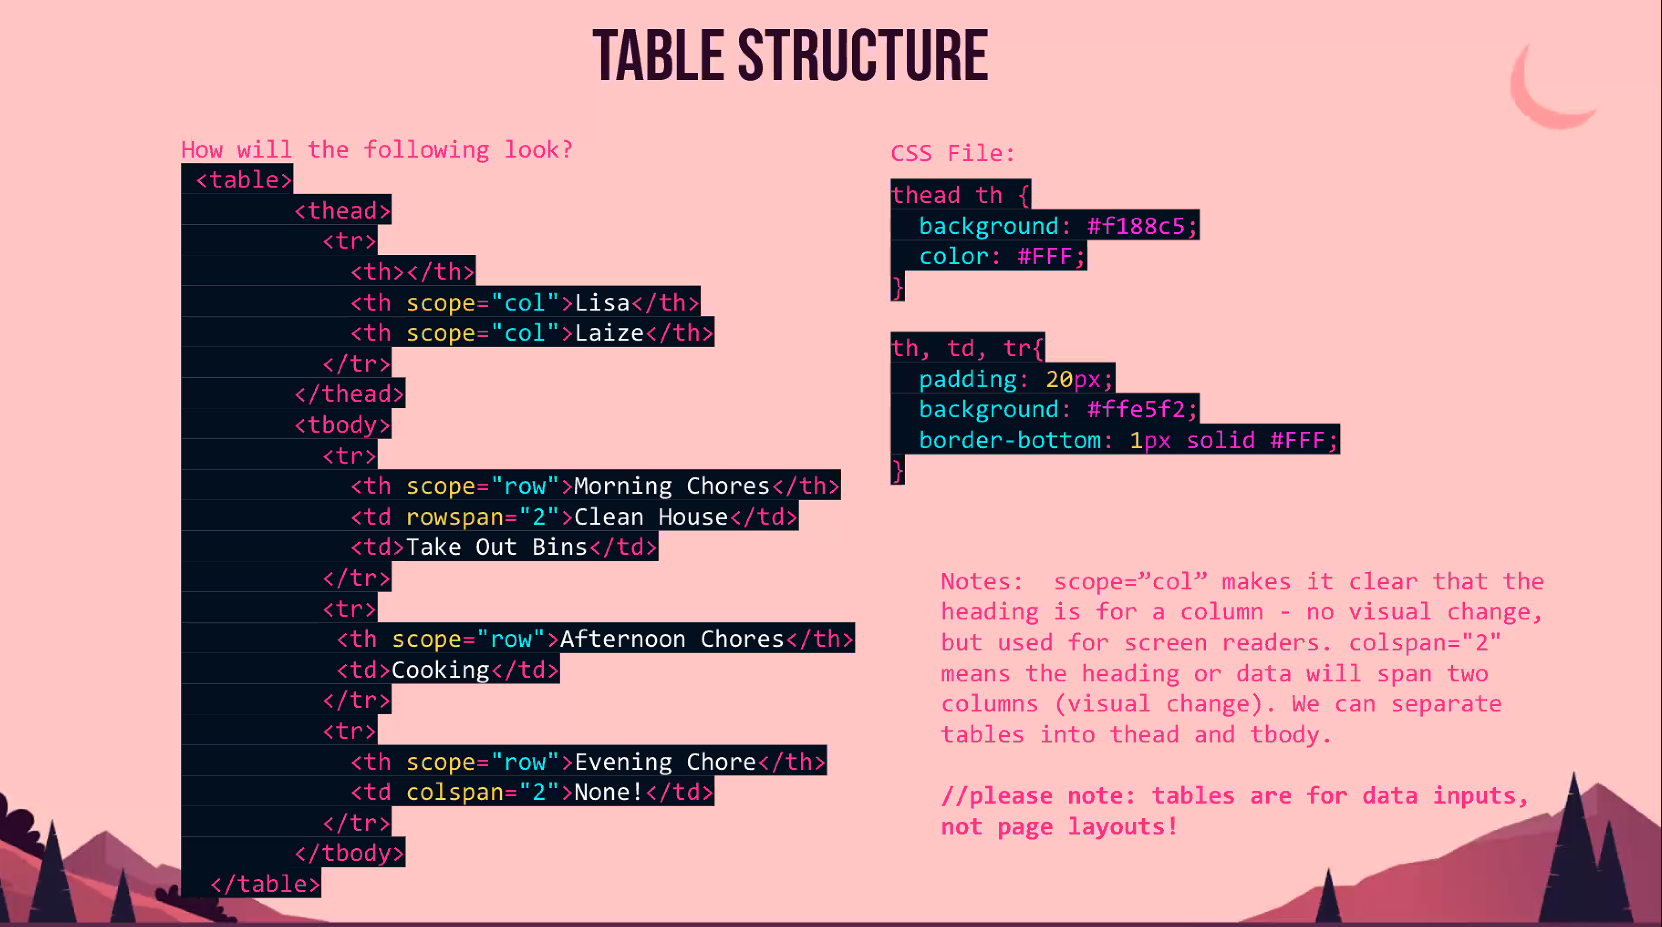 TABLE STRUCTURE
How will the following look?
<table>
<thead>
<tr>
<th></th>
<th scope="col">Lisa</th>
<th scope="col">Laize</th>
</tr>
</thead>
<tbody>
<tr>
<th scope="row">Morning Chores</th>
<td rowspan="2">Clean House</td>
<td>Take Out Bins</td>
</tr>
<tr>
<th scope="row">Afternoon Chores</th>
<td>Cooking</td>
</tr>
<tr>
<th scope="row">Evening Chore</th>
<td colspan="2">None!</td>
</tr>
</tbody>
</table>
CSS File:
thead th {
background: #f188c5;
color: #FFF;
}
th, td, tr{
padding: 20px;
background: #ffe5f2;
border-bottom: 1px solid #FFF;
}
Notes:  scope=”col” makes it clear that the
heading is for a column - no visual change,
but used for screen readers. colspan="2"
means the heading or data will span two
columns (visual change). We can separate
tables into thead and tbody.
//please note: tables are for data inputs,
not page layouts!